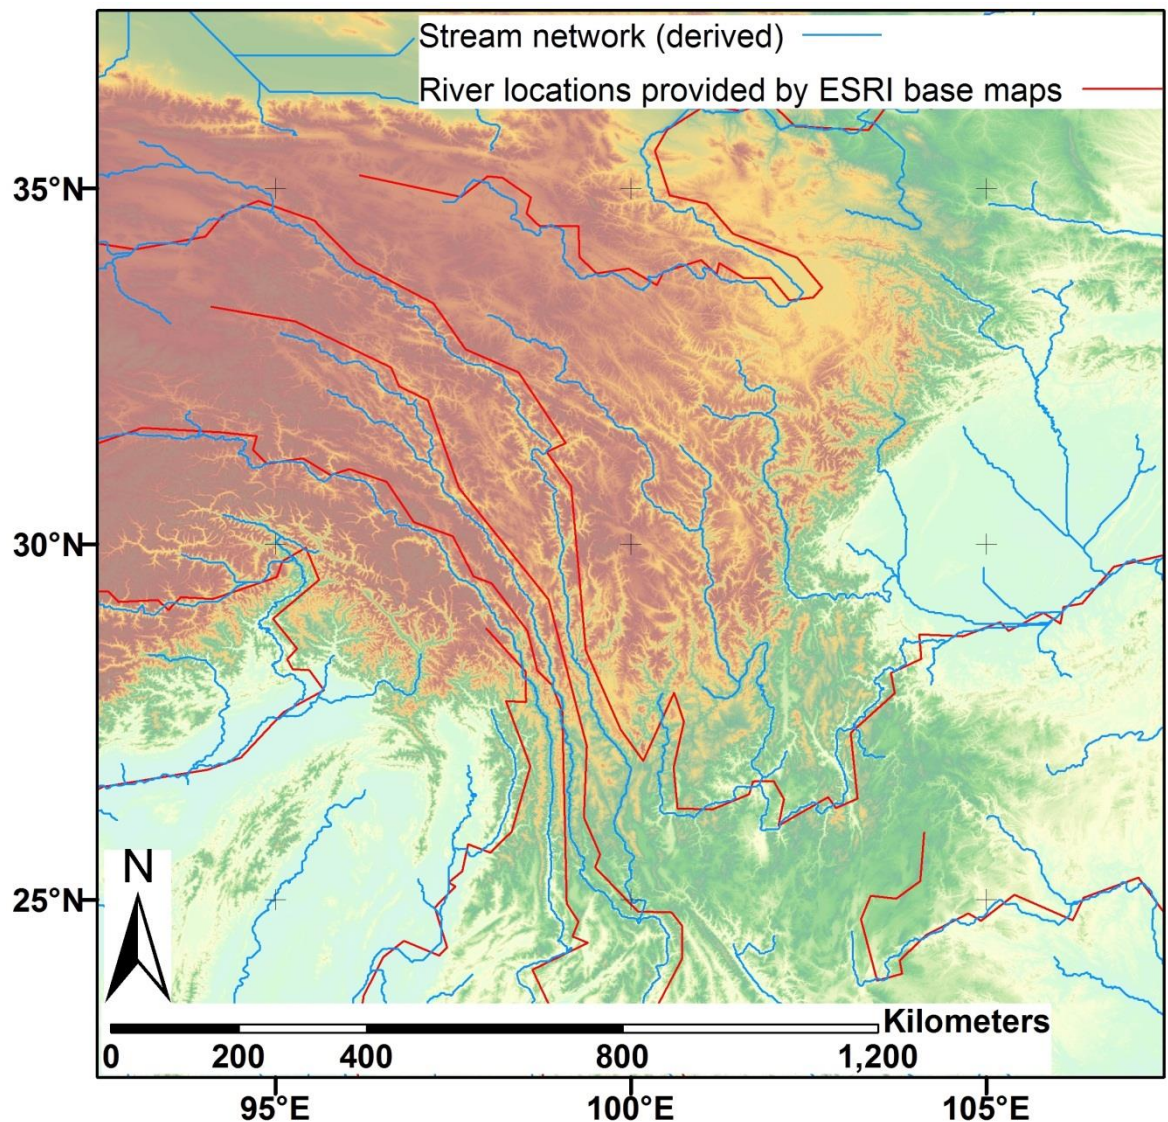 Stream network (derived)
River locations provided by ESRI base maps
35°N
30°N
25°N
N
Kilometers
0 200 400 800 1,200
95°E 100°E 105°E